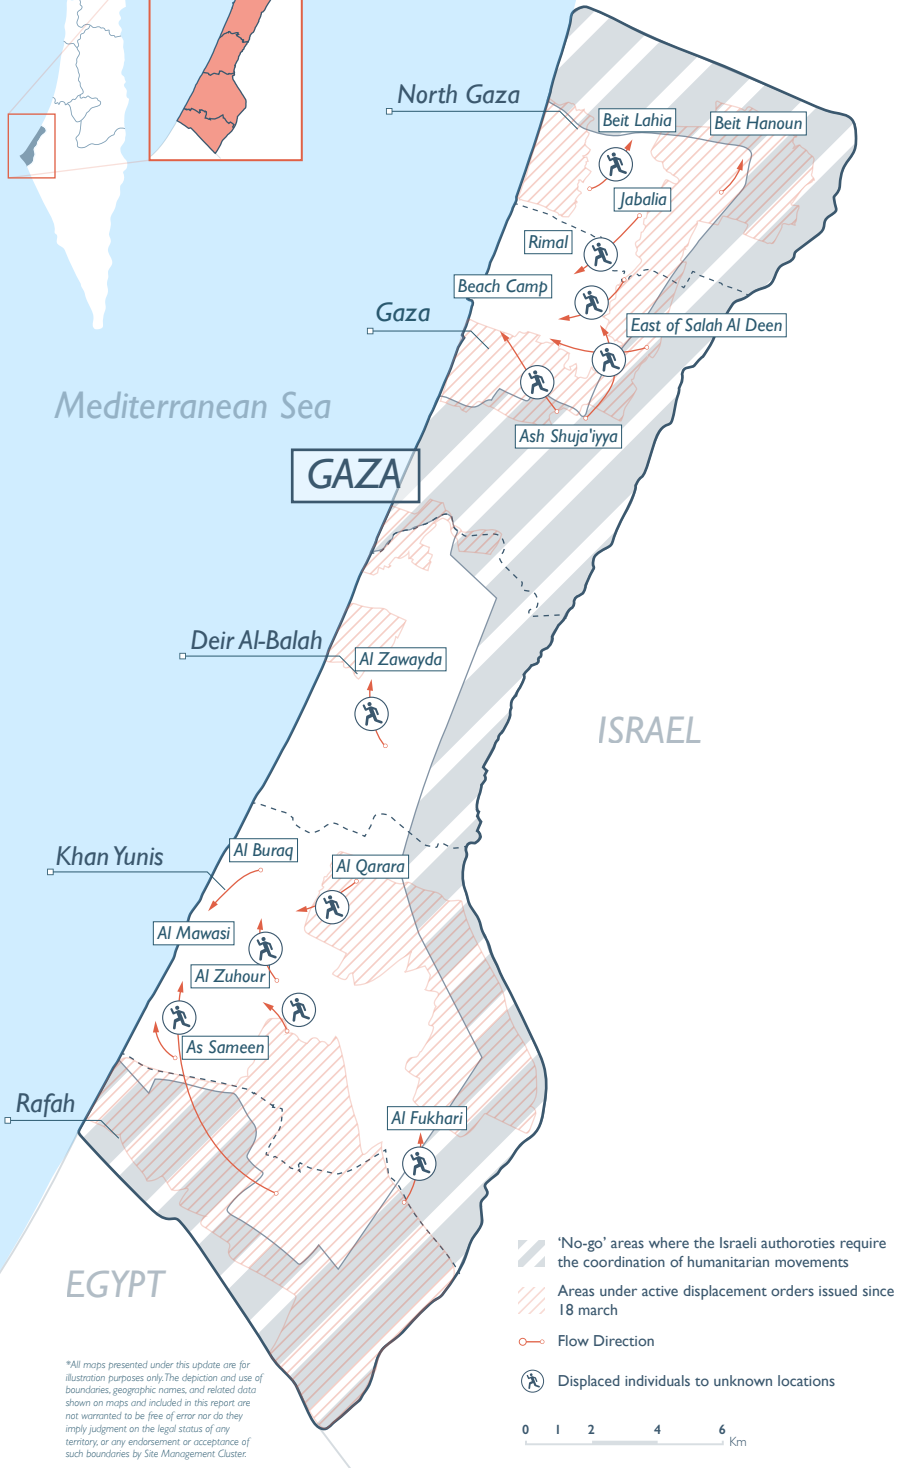 North Gaza
Beit Lahia
Beit Hanoun
Jabalia
Rimal
Beach Camp
Gaza
East of Salah Al Deen
Mediterranean Sea
Ash Shuja'iyya
GAZA
Deir Al-Balah
Al Zawayda
ISRAEL
Khan Yunis
Al Buraq
Al Qarara
Al Mawasi
Al Zuhour
As Sameen
Rafah
Al Fukhari
EGYPT
'No-go' areas where the Israeli authoroties require
the coordination of humanitarian movements
Areas under active displacement orders issued since
18 march
Flow Direction
Displaced individuals to unknown locations
0 1 2 4 6
Km
*All maps presented under this update are for
illustration purposes only. The depiction and use of
boundaries, geographic names, and related data
shown on maps and included in this report are
not warranted to be free of error nor do they
imply judgment on the legal status of any
territory, or any endorsement or acceptance of
such boundaries by Site Management Cluster.